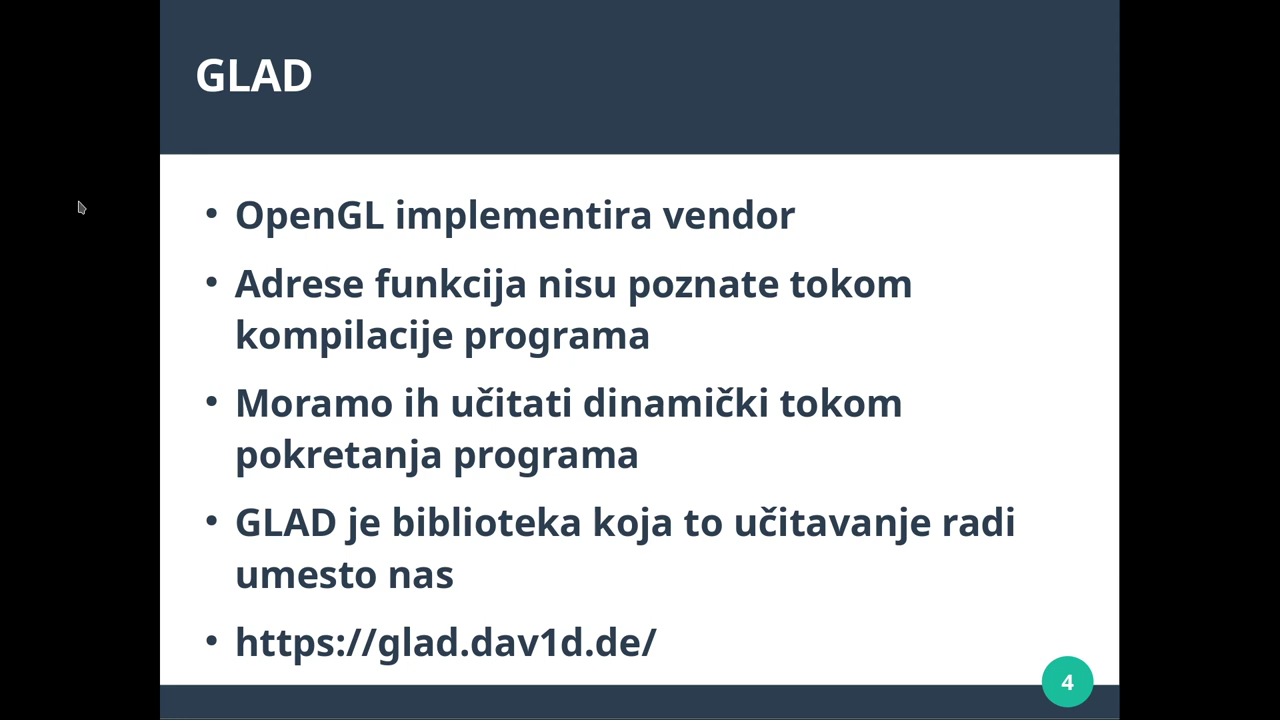 GLAD
• OpenGL implementira vendor
• Adrese funkcija nisu poznate tokom
kompilacije programa
• Moramo ih učitati dinamički tokom
pokretanja programa
• GLAD je biblioteka koja to učitavanje radi
umesto nas
• https://glad.dav1d.de/
4